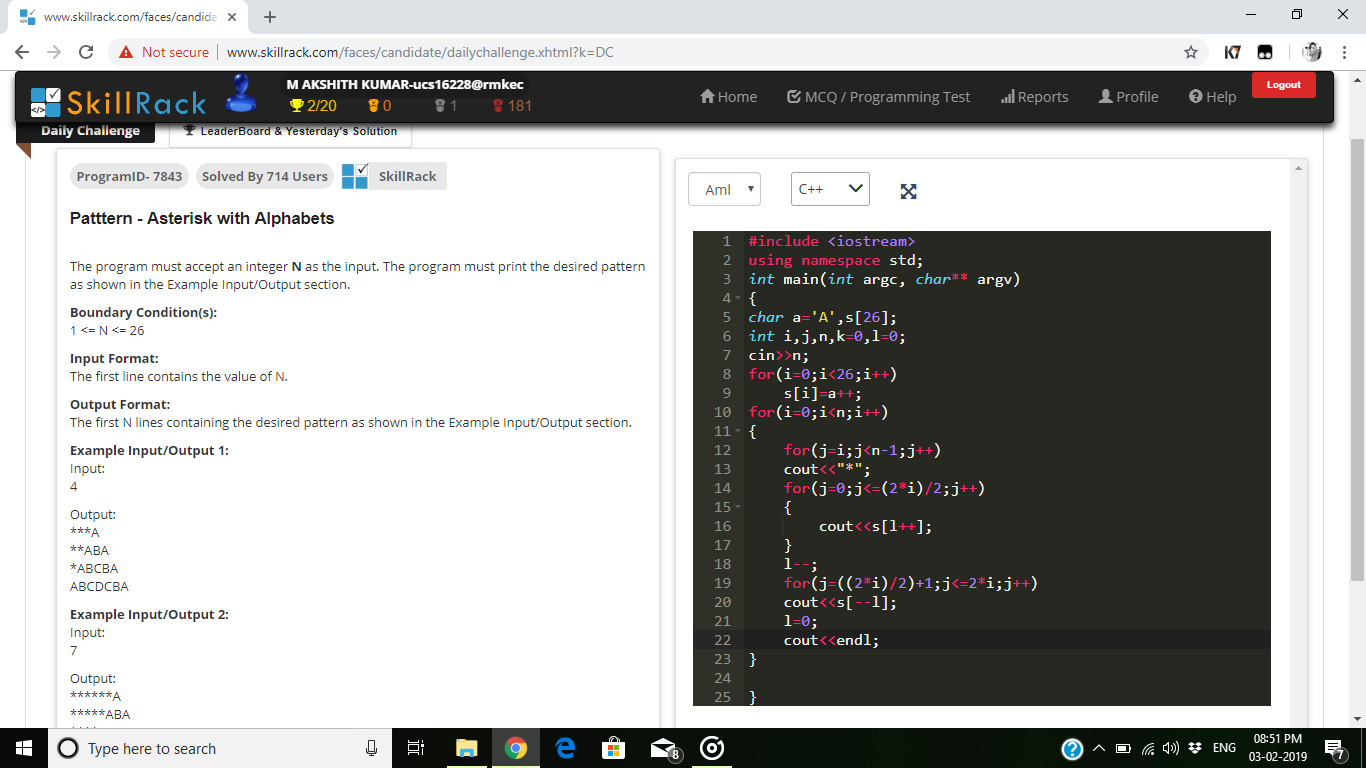 www.skillrack.com/faces/candida
Not secure
www.skillrack.com/faces/candidate/dailychallenge.xhtml?k=DC
K7
SkillRack
M AKSHITH KUMAR-ucs16228@rmkec
2/20 0 1 181
Home
MCQ / Programming Test
Reports
Profile
Help
Logout
Daily Challenge
LeaderBoard & Yesterday's Solution
ProgramID- 7843
Solved By 714 Users
SkillRack
Patttern - Asterisk with Alphabets
The program must accept an integer N as the input. The program must print the desired pattern
as shown in the Example Input/Output section.
Boundary Condition(s):
1 <= N <= 26
Input Format:
The first line contains the value of N.
Output Format:
The first N lines containing the desired pattern as shown in the Example Input/Output section.
Example Input/Output 1:
Input:
4
Output:
***A
**ABA
*ABCBA
ABCDCBA
Example Input/Output 2:
Input:
7
Output:
******A
*****ABA
C++
1 #include <iostream>
2 using namespace std;
3 int main(int argc, char** argv)
4 {
5 char a='A',s[26];
6 int i,j,n,k=0,l=0;
7 cin>>n;
8 for(i=0;i<26;i++)
9     s[i]=a++;
10 for(i=0;i<n;i++)
11 {
12     for(j=i;j<n-1;j++)
13     cout<<"*";
14     for(j=0;j<=(2*i)/2;j++)
15     {
16         cout<<s[l++];
17     }
18     l--;
19     for(j=((2*i)/2)+1;j<=2*i;j++)
20     cout<<s[--l];
21     l=0;
22     cout<<endl;
23 }
24
25 }
Type here to search
8
ENG
08:51 PM
03-02-2019
7